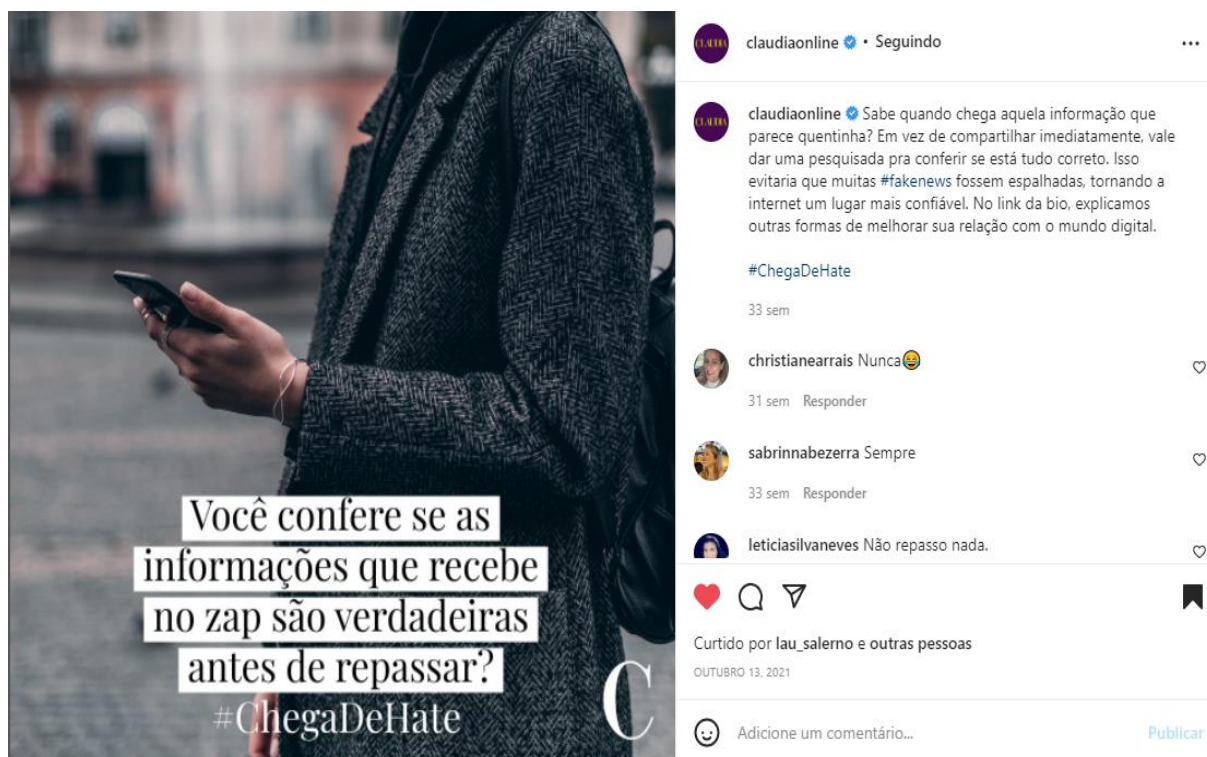 Você confere se as
informações que recebe
no zap são verdadeiras
antes de repassar?
#ChegaDeHate
C
CLAUDIA
claudiaonline • Seguindo
CLAUDIA
claudiaonline Sabe quando chega aquela informação que
parece quentinha? Em vez de compartilhar imediatamente, vale
dar uma pesquisada pra conferir se está tudo correto. Isso
evitaria que muitas #fakenews fossem espalhadas, tornando a
internet um lugar mais confiável. No link da bio, explicamos
outras formas de melhorar sua relação com o mundo digital.
#ChegaDeHate
33 sem
christianearrais Nunca😂
31 sem Responder
sabrinnabezerra Sempre
33 sem Responder
leticiasilvaneves Não repasso nada.
Curtido por lau_salerno e outras pessoas
OUTUBRO 13, 2021
Adicione um comentário...
Publicar